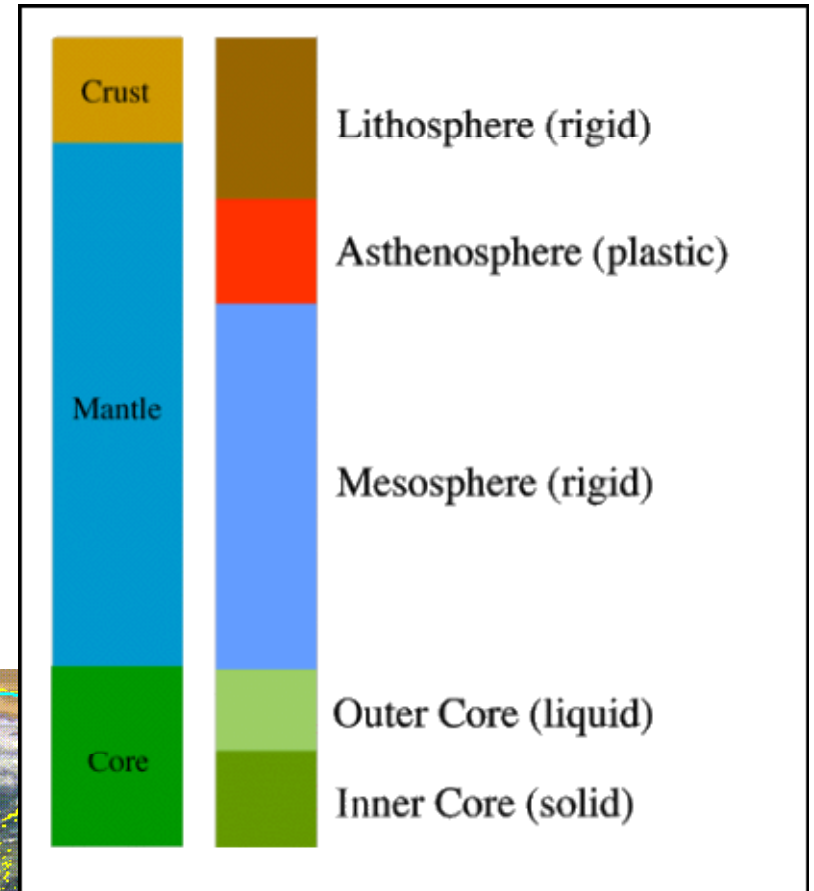 Crust
Lithosphere (rigid)
Asthenosphere (plastic)
Mantle
Mesosphere (rigid)
Outer Core (liquid)
Core
Inner Core (solid)